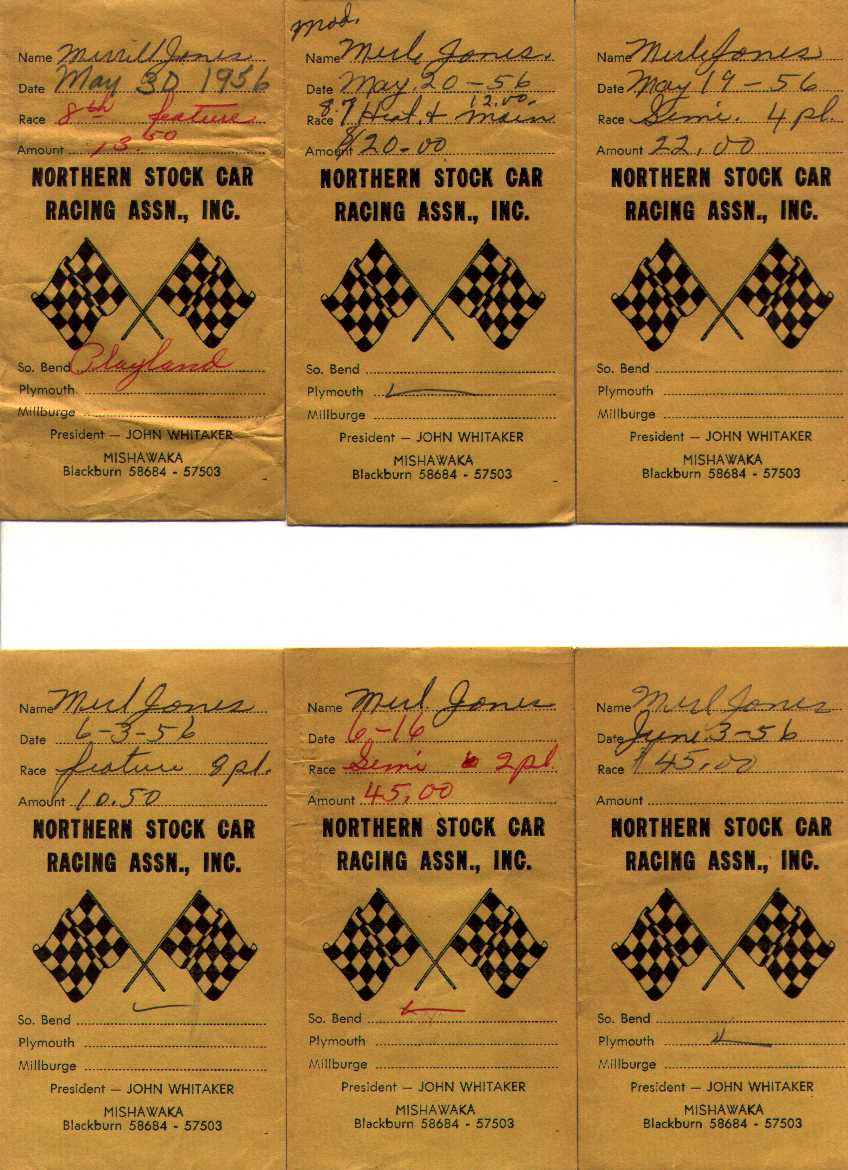 Name Merrill Jones
Date May 30 1956
Race 8th feature
Amount 13.50
NORTHERN STOCK CAR
RACING ASSN., INC.
So. Bend Playland
Plymouth
Millburge
President — JOHN WHITAKER
MISHAWAKA
Blackburn 58684 - 57503
Mod.
Name Merle Jones.
Date May. 20 - 56
12.00.
Race 8.7 Heat. & Main
Amount $20.00
NORTHERN STOCK CAR
RACING ASSN., INC.
So. Bend
Plymouth
Millburge
President — JOHN WHITAKER
MISHAWAKA
Blackburn 58684 - 57503
Name Merle Jones
Date May 19 - 56
Race Semi. 4 pl.
Amount 22.00
NORTHERN STOCK CAR
RACING ASSN., INC.
So. Bend
Plymouth
Millburge
President — JOHN WHITAKER
MISHAWAKA
Blackburn 58684 - 57503
Name Merl Jones
Date 6-3-56
Race feature 9 pl.
Amount 10.50
NORTHERN STOCK CAR
RACING ASSN., INC.
So. Bend
Plymouth
Millburge
President — JOHN WHITAKER
MISHAWAKA
Blackburn 58684 - 57503
Name Merl Jones
Date 6-16
Race Semi 2 pl
Amount 45.00
NORTHERN STOCK CAR
RACING ASSN., INC.
So. Bend
Plymouth
Millburge
President — JOHN WHITAKER
MISHAWAKA
Blackburn 58684 - 57503
Name Merl Jones
Date June 3-56
Race $45.00
Amount
NORTHERN STOCK CAR
RACING ASSN., INC.
So. Bend
Plymouth
Millburge
President — JOHN WHITAKER
MISHAWAKA
Blackburn 58684 - 57503